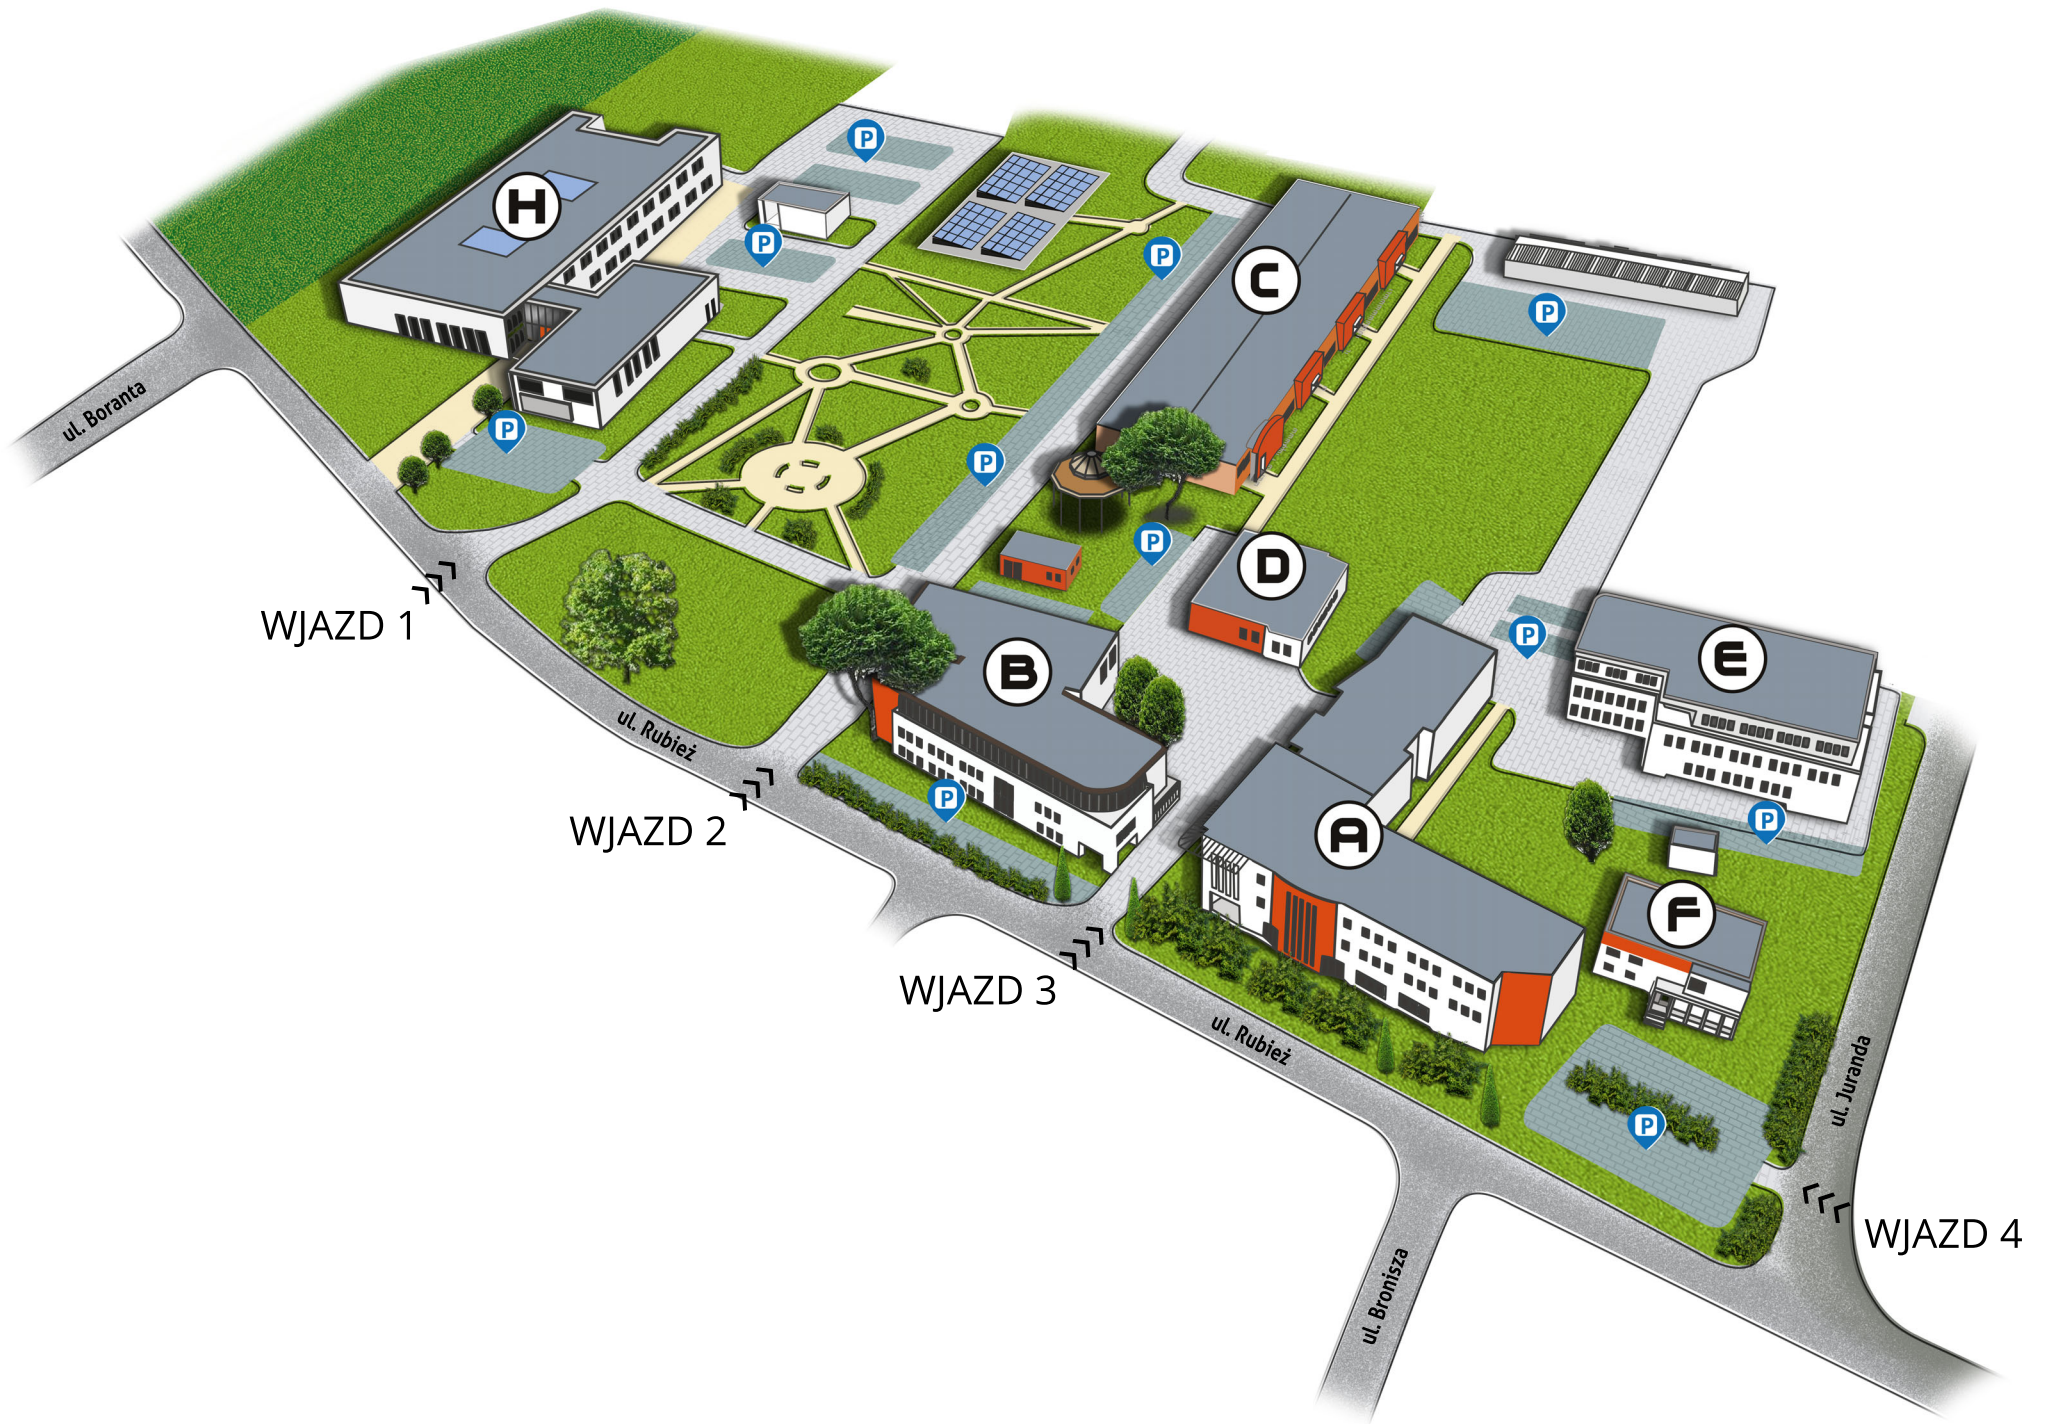 P
H
P
C
P
P
P
ul. Boranta
P
P
P
D
WJAZD 1
P
B
E
ul. Rubież
P
P
WJAZD 2
A
F
WJAZD 3
ul. Rubież
ul. Juranda
P
WJAZD 4
ul. Bronisza